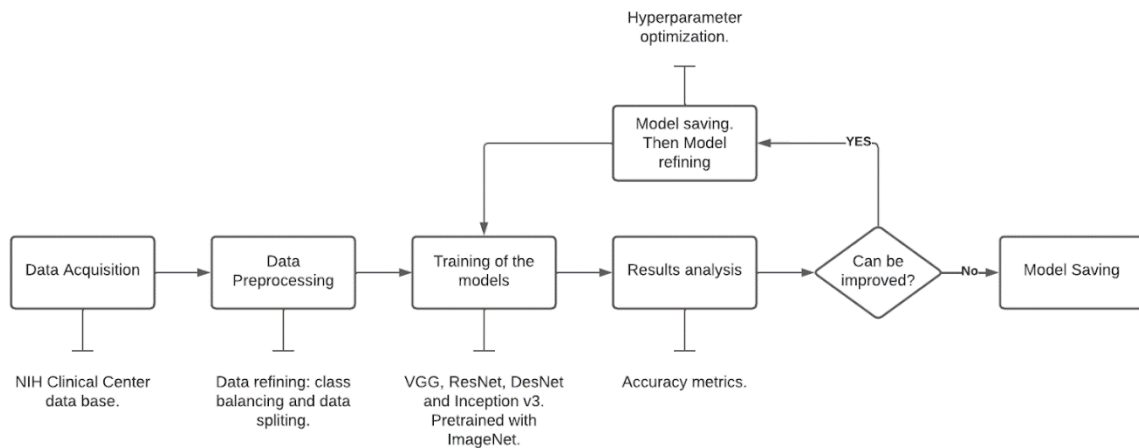 Hyperparameter
optimization.
Model saving.
Then Model
refining
YES
Data Acquisition
Data
Preprocessing
Training of the
models
Results analysis
Can be
improved?
No
Model Saving
NIH Clinical Center
data base.
Data refining: class
balancing and data
spliting.
VGG, ResNet, DesNet
and Inception v3.
Pretrained with
ImageNet.
Accuracy metrics.